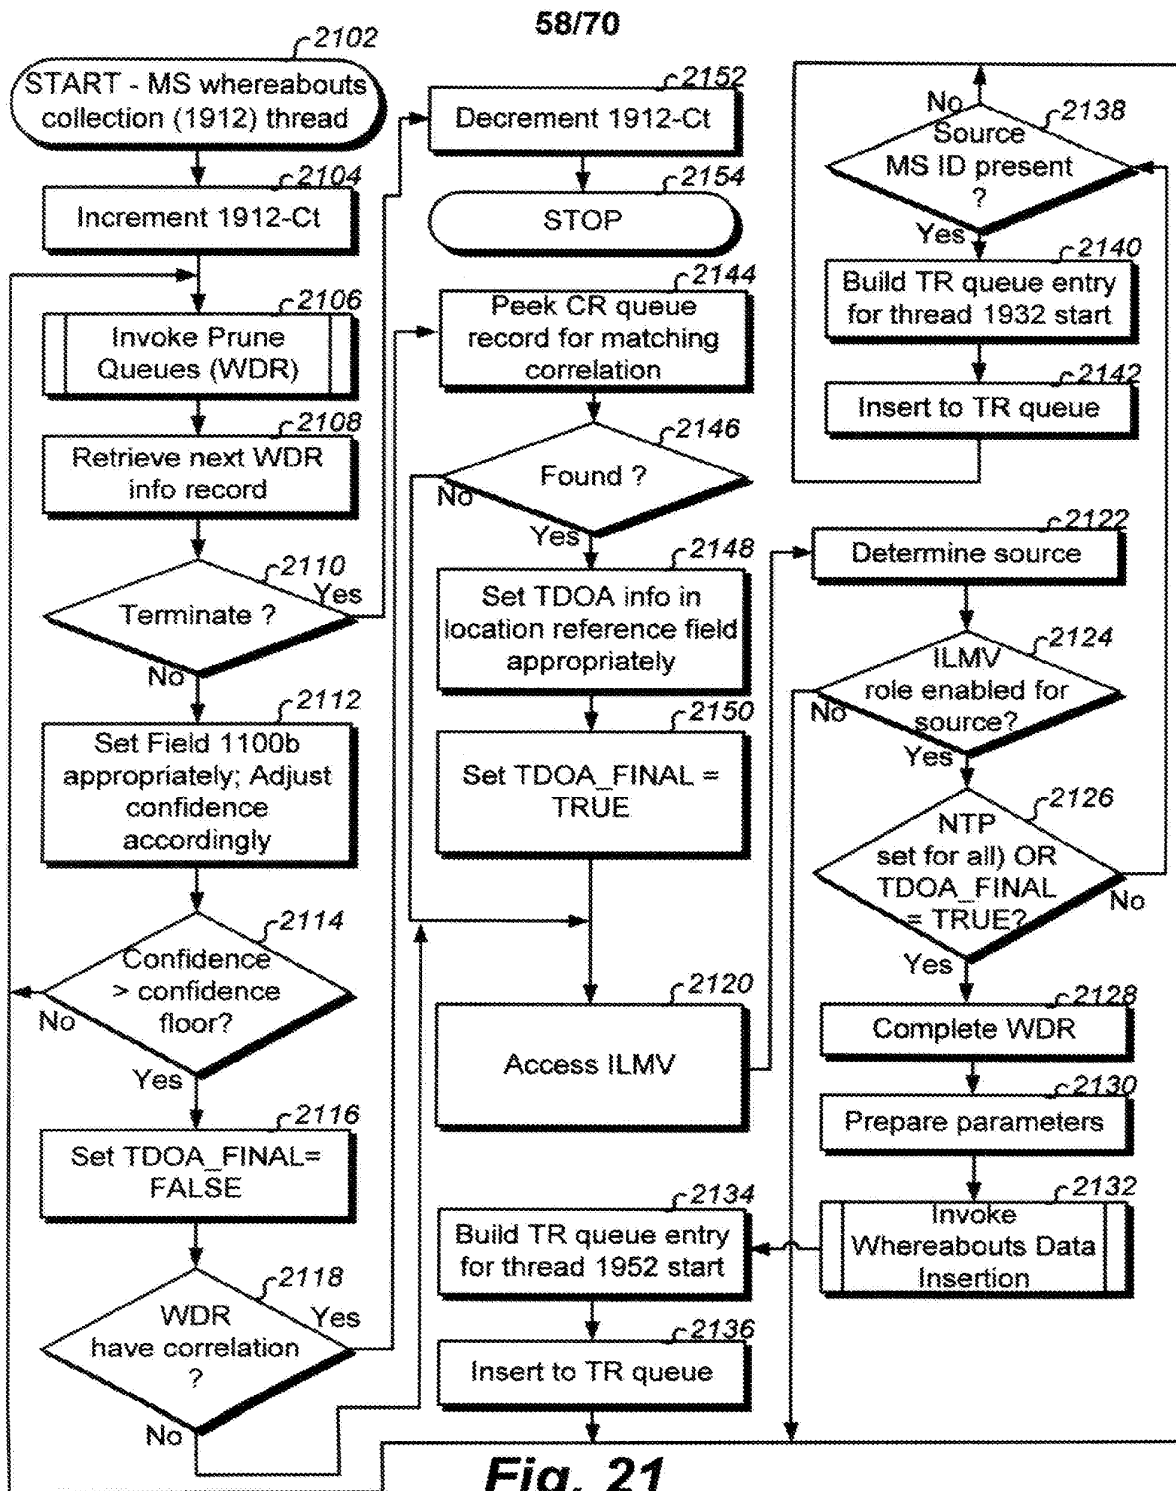 58/70
2102
START - MS whereabouts
collection (1912) thread
2104
Increment 1912-Ct
2106
Invoke Prune
Queues (WDR)
2108
Retrieve next WDR
info record
2110
Terminate ?
Yes
No
2112
Set Field 1100b
appropriately; Adjust
confidence
accordingly
2114
Confidence
> confidence
floor?
No
Yes
2116
Set TDOA_FINAL=
FALSE
2118
WDR
have correlation
?
Yes
No
2152
Decrement 1912-Ct
2154
STOP
2144
Peek CR queue
record for matching
correlation
2146
Found ?
No
Yes
2148
Set TDOA info in
location reference field
appropriately
2150
Set TDOA_FINAL =
TRUE
2120
Access ILMV
2134
Build TR queue entry
for thread 1952 start
2136
Insert to TR queue
No
2138
Source
MS ID present
?
Yes
2140
Build TR queue entry
for thread 1932 start
2142
Insert to TR queue
2122
Determine source
2124
ILMV
role enabled for
source?
No
Yes
2126
NTP
set for all) OR
TDOA_FINAL
= TRUE?
No
Yes
2128
Complete WDR
2130
Prepare parameters
2132
Invoke
Whereabouts Data
Insertion
Fig. 21